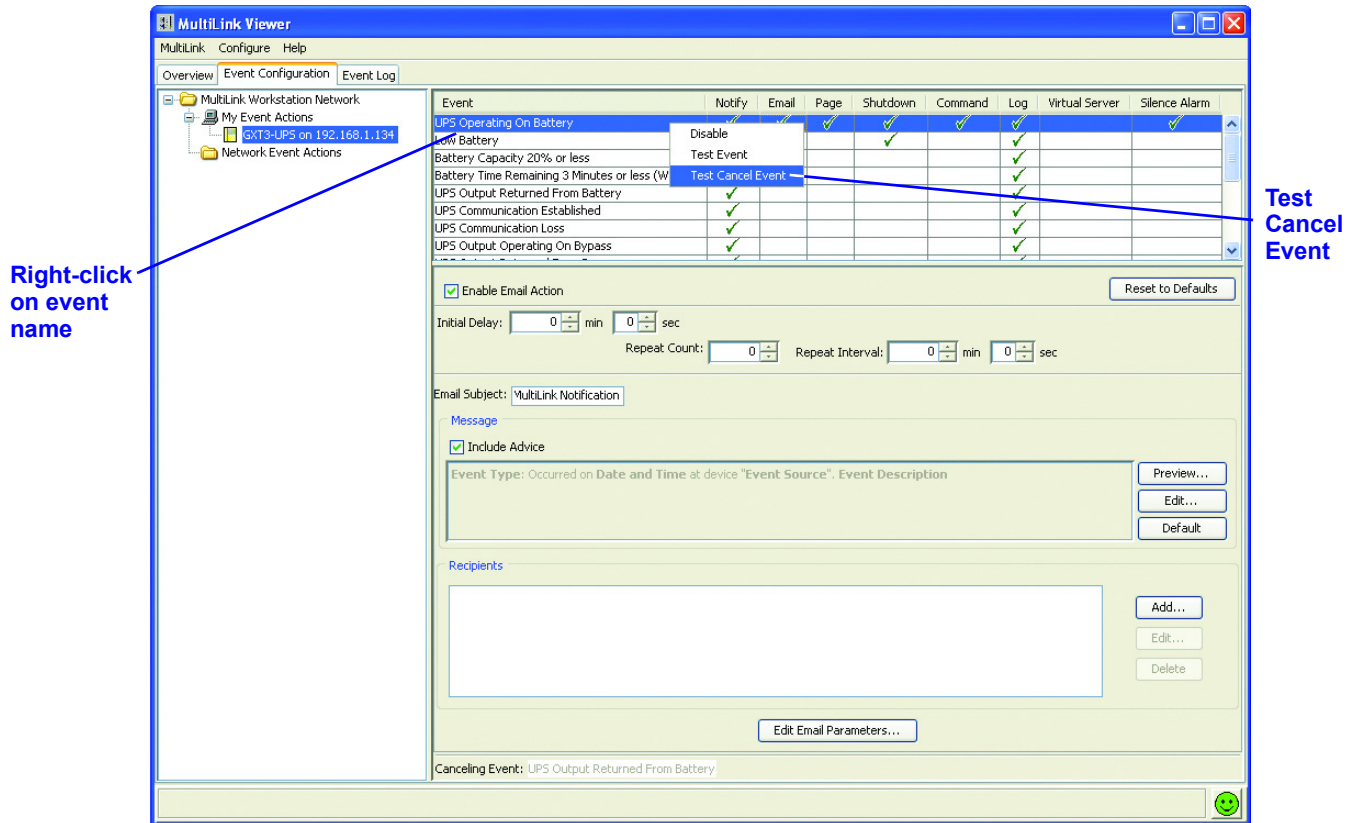 MultiLink Viewer
MultiLink Configure Help
Overview Event Configuration Event Log
MultiLink Workstation Network
My Event Actions
GXT3-UPS on 192.168.1.134
Network Event Actions
Event Notify Email Page Shutdown Command Log Virtual Server Silence Alarm
UPS Operating On Battery
Low Battery
Battery Capacity 20% or less
Battery Time Remaining 3 Minutes or less (W
UPS Output Returned From Battery
UPS Communication Established
UPS Communication Loss
UPS Output Operating On Bypass
Disable
Test Event
Test Cancel Event
Right-click
on event
name
Test
Cancel
Event
Enable Email Action
Reset to Defaults
Initial Delay: 0 min 0 sec
Repeat Count: 0 Repeat Interval: 0 min 0 sec
Email Subject: MultiLink Notification
Message
Include Advice
Event Type: Occurred on Date and Time at device "Event Source". Event Description
Preview...
Edit...
Default
Recipients
Add...
Edit...
Delete
Edit Email Parameters...
Canceling Event: UPS Output Returned From Battery